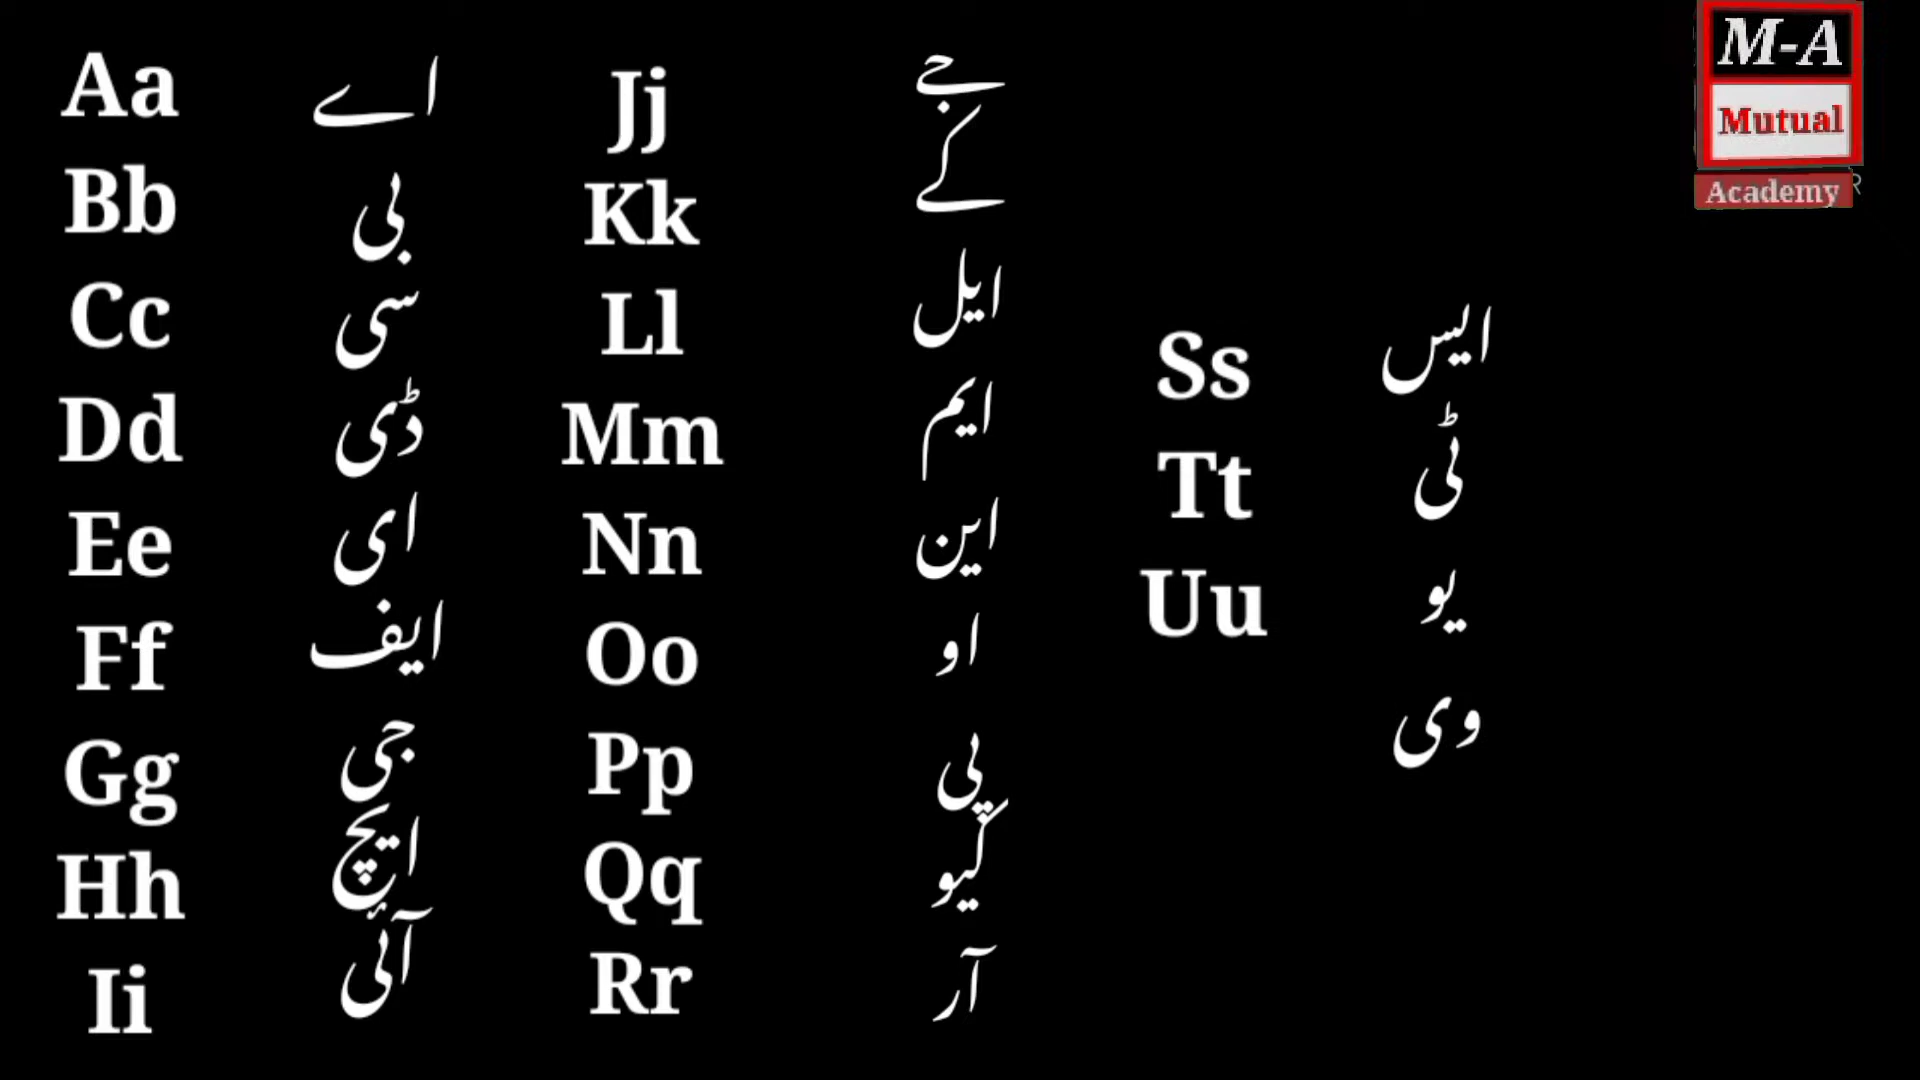 Aa اے
Bb بی
Cc سی
Dd ڈی
Ee ای
Ff ایف
Gg جی
Hh ایچ
Ii آئی
Jj جے
Kk کے
Ll ایل
Mm ایم
Nn این
Oo او
Pp پی
Qq کیو
Rr آر
Ss ایس
Tt ٹی
Uu یو
وی
M-A
Mutual
Academy
R